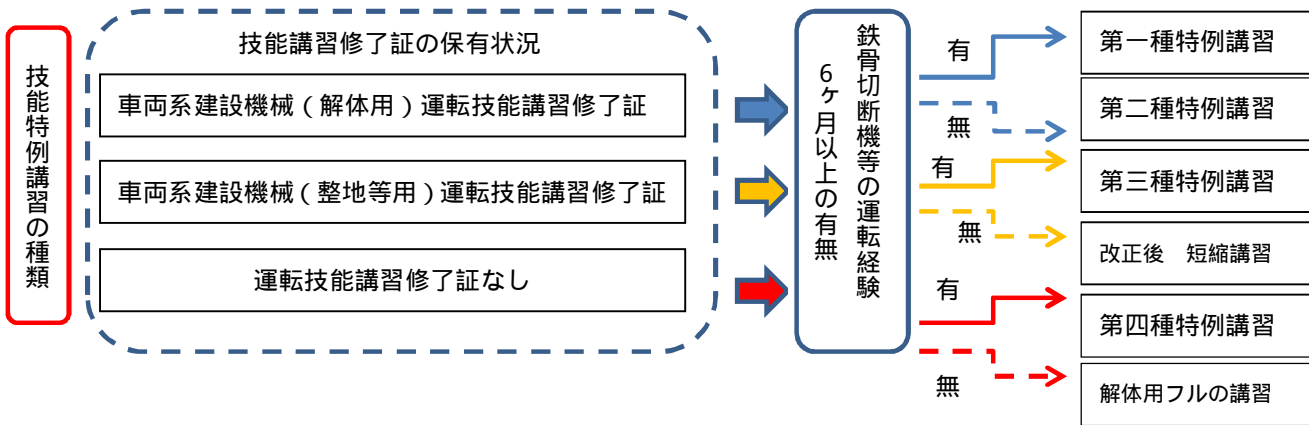 技能特例講習の種類
技能講習修了証の保有状況
車両系建設機械（解体用）運転技能講習修了証
車両系建設機械（整地等用）運転技能講習修了証
運転技能講習修了証なし
鉄骨切断機等の運転経験
6ヶ月以上の有無
有
無
有
無
有
無
第一種特例講習
第二種特例講習
第三種特例講習
改正後　短縮講習
第四種特例講習
解体用フルの講習